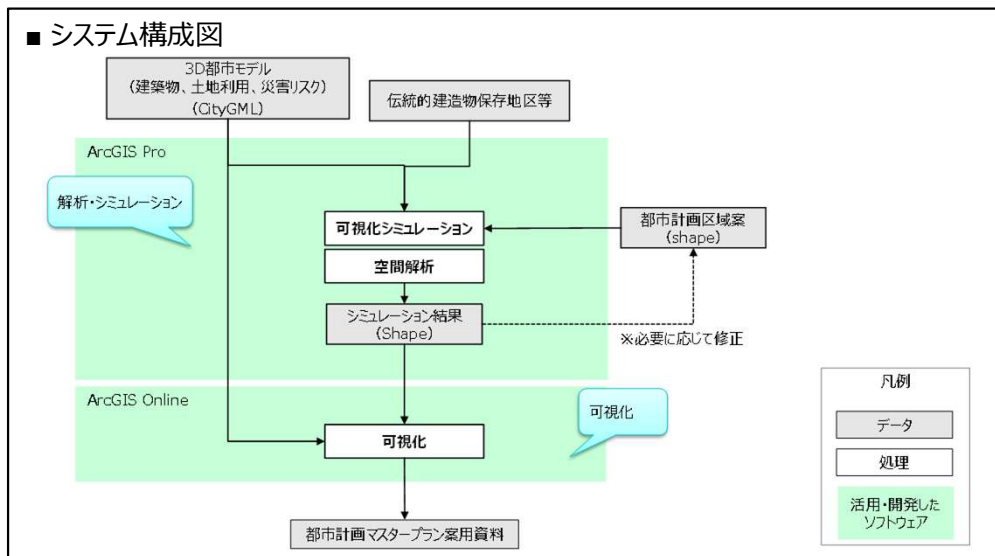 ■ システム構成図
3D都市モデル
(建築物、土地利用、災害リスク)
(CityGML)
伝統的建造物保存地区等
ArcGIS Pro
解析・シミュレーション
可視化シミュレーション
都市計画区域案
(shape)
空間解析
シミュレーション結果
(Shape)
※必要に応じて修正
ArcGIS Online
可視化
可視化
都市計画マスタープラン案用資料
凡例
データ
処理
活用・開発した
ソフトウェア